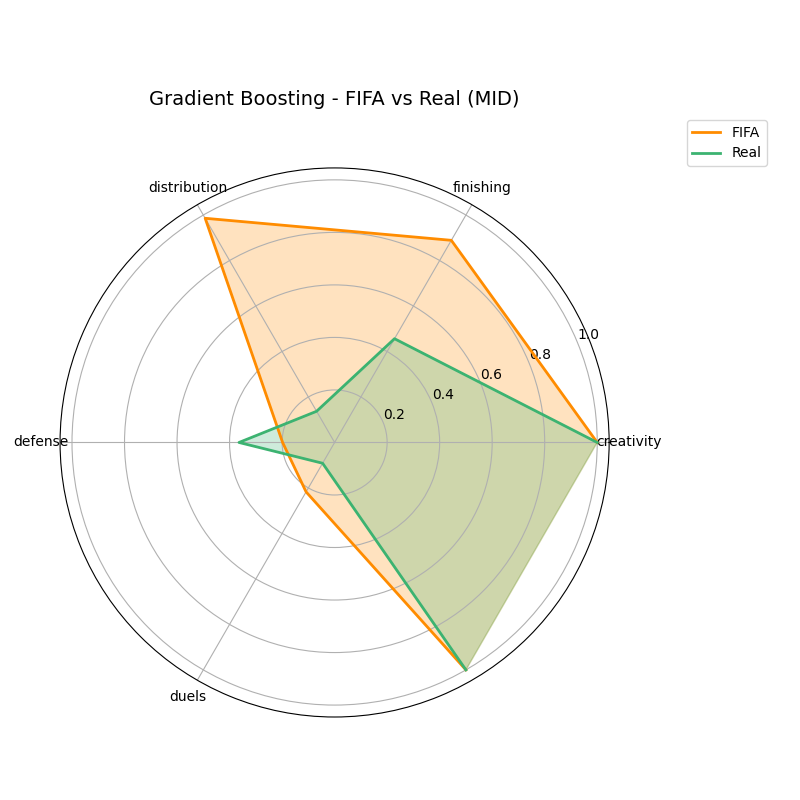 Gradient Boosting - FIFA vs Real (MID)
FIFA
Real
distribution
finishing
1.0
0.8
0.6
0.4
0.2
defense
creativity
duels